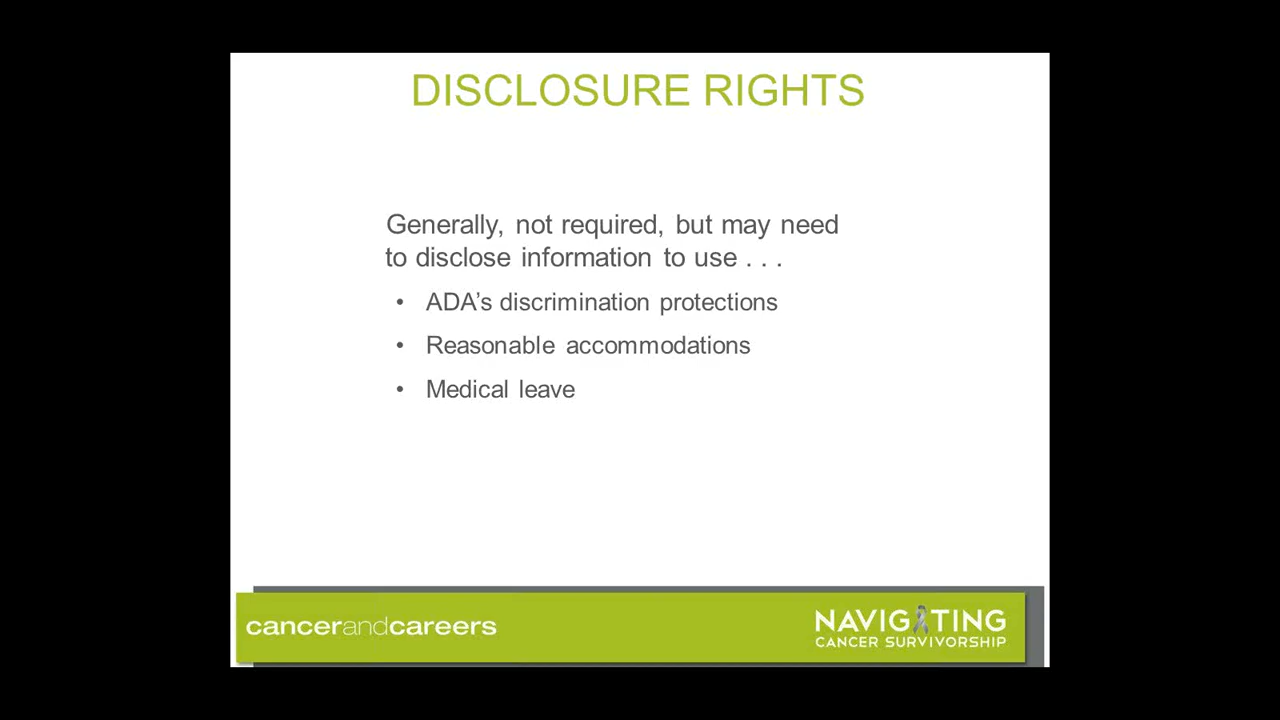 DISCLOSURE RIGHTS
Generally, not required, but may need
to disclose information to use . . .
• ADA’s discrimination protections
• Reasonable accommodations
• Medical leave
cancerandcareers
NAVIGATING
CANCER SURVIVORSHIP